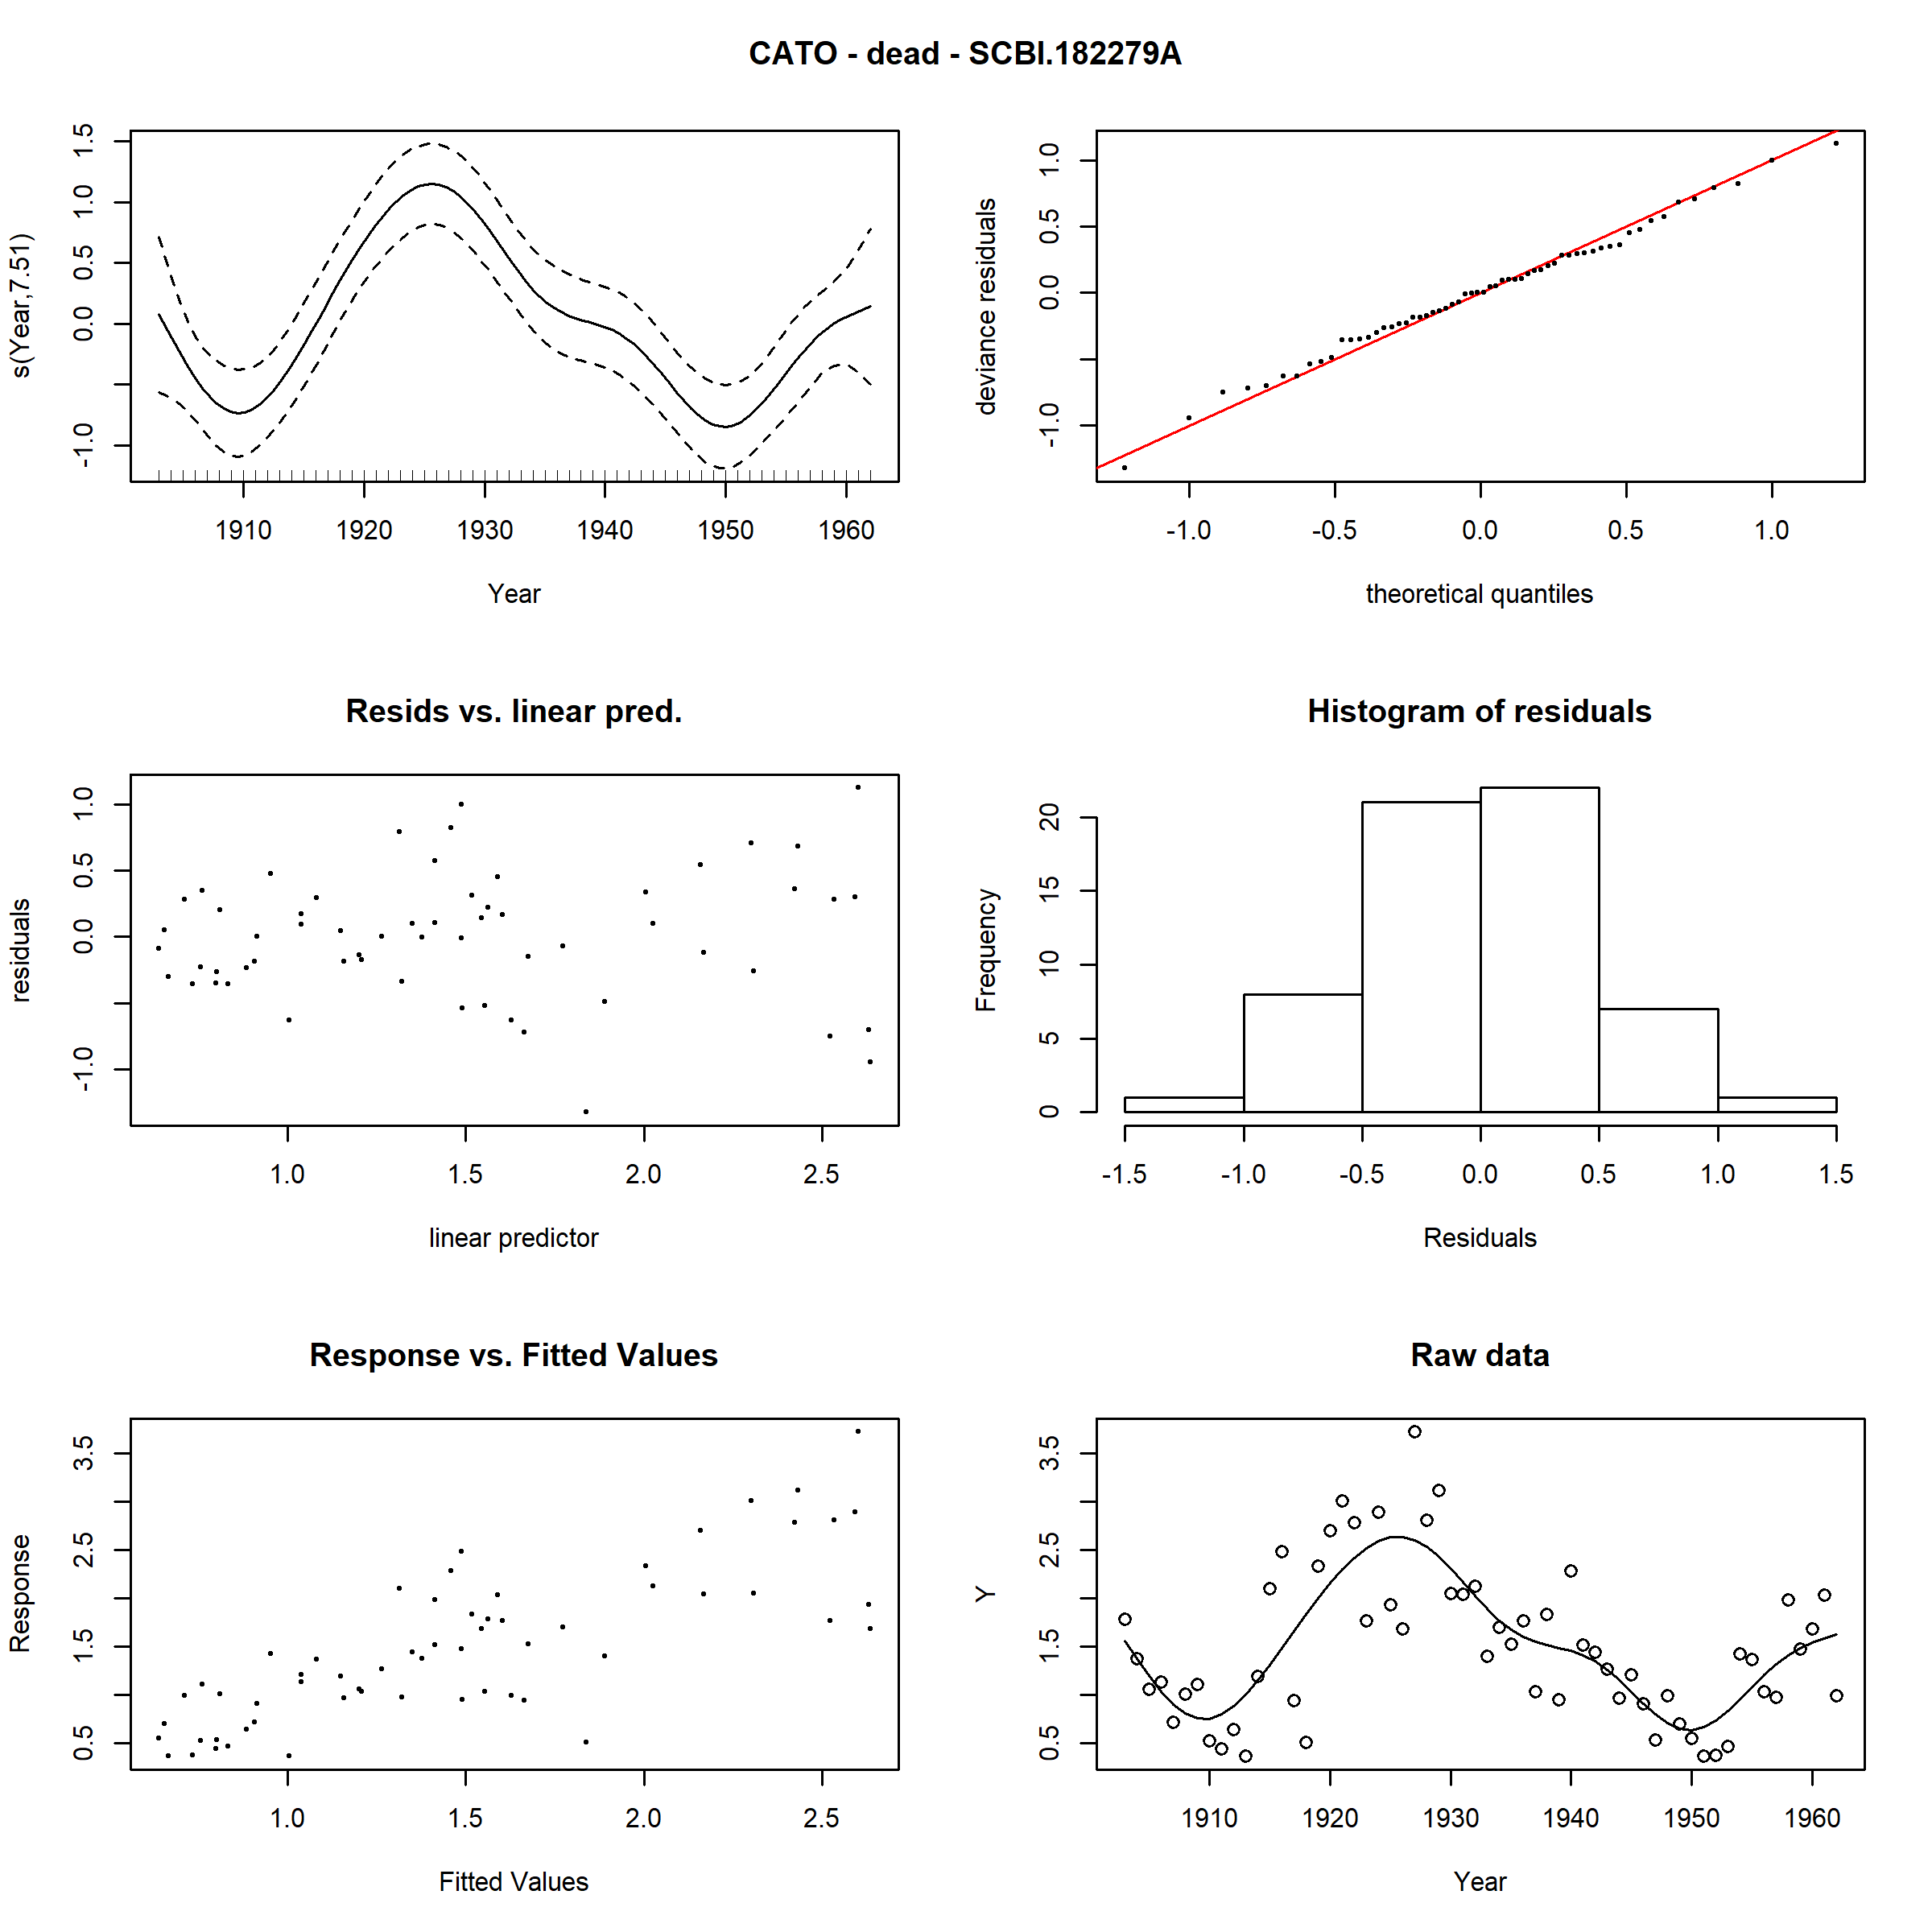 CATO - dead - SCBI.182279A
s(Year,7.51)
-1.0 0.0 0.5 1.0 1.5
1910 1920 1930 1940 1950 1960
Year
deviance residuals
-1.0 0.0 0.5 1.0
-1.0 -0.5 0.0 0.5 1.0
theoretical quantiles
Resids vs. linear pred.
residuals
-1.0 0.0 0.5 1.0
1.0 1.5 2.0 2.5
linear predictor
Histogram of residuals
Frequency
0 5 10 15 20
-1.5 -1.0 -0.5 0.0 0.5 1.0 1.5
Residuals
Response vs. Fitted Values
Response
0.5 1.5 2.5 3.5
1.0 1.5 2.0 2.5
Fitted Values
Raw data
Y
0.5 1.5 2.5 3.5
1910 1920 1930 1940 1950 1960
Year